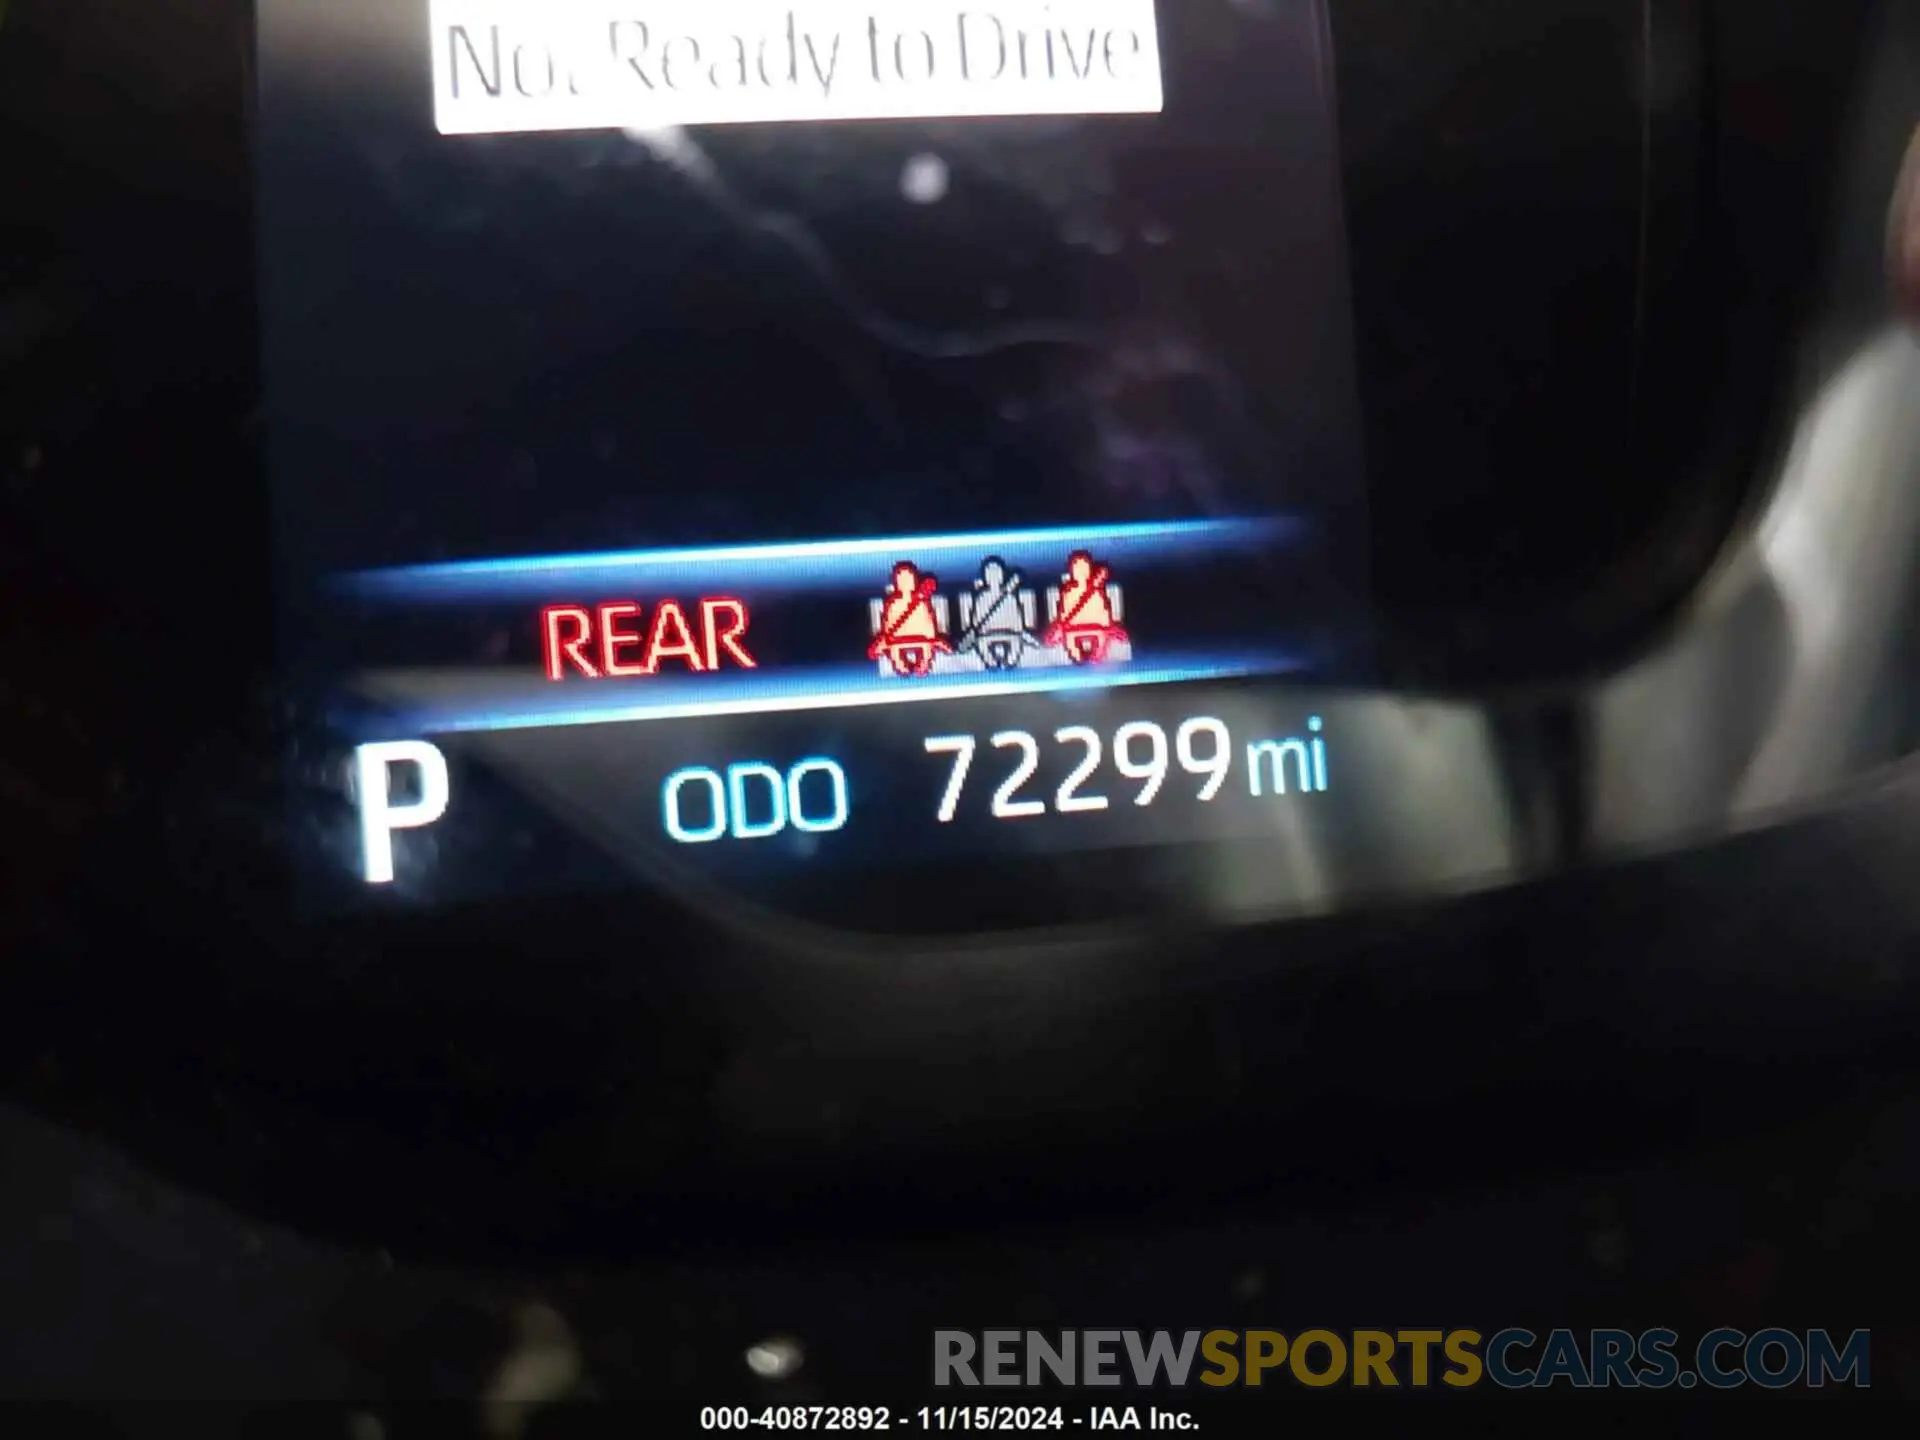 Not Ready to Drive
REAR
P ODO 72299 mi
RENEWSPORTSCARS.COM
000-40872892 - 11/15/2024 - IAA Inc.